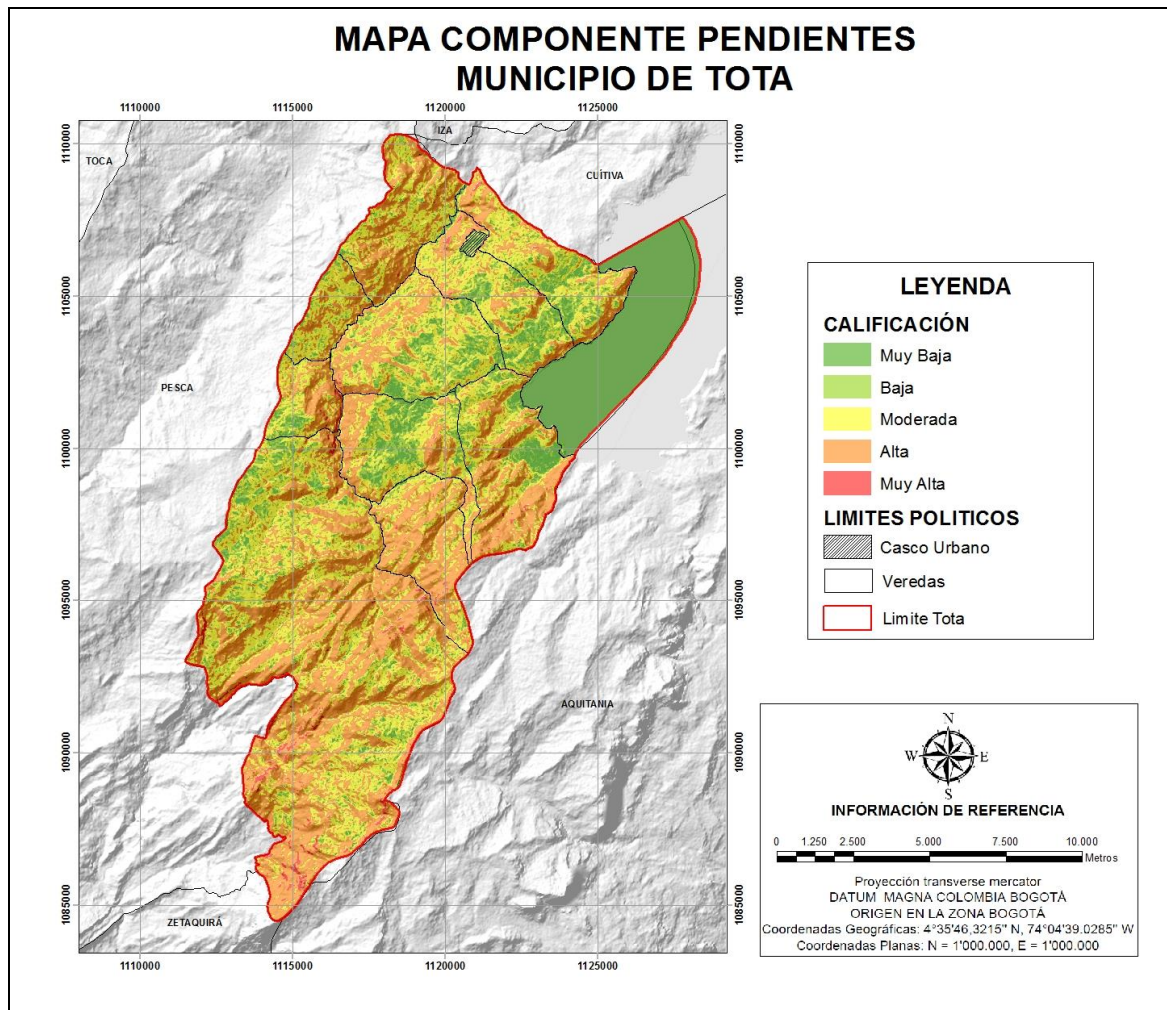 MAPA COMPONENTE PENDIENTES
MUNICIPIO DE TOTA
1110000 1115000 1120000 1125000
1110000 1110000
IZA
TOCA
CUÍTIVA
1105000 1105000
PESCA
1100000 1100000
1095000 1095000
AQUITANIA
1090000 1090000
1085000 1085000
ZETAQUIRÁ
1110000 1115000 1120000 1125000
LEYENDA
CALIFICACIÓN
Muy Baja
Baja
Moderada
Alta
Muy Alta
LIMITES POLITICOS
Casco Urbano
Veredas
Limite Tota
N
W E
S
INFORMACIÓN DE REFERENCIA
0 1.250 2.500 5.000 7.500 10.000
Metros
Proyección transverse mercator
DATUM MAGNA COLOMBIA BOGOTÁ
ORIGEN EN LA ZONA BOGOTÁ
Coordenadas Geográficas: 4°35'46,3215" N, 74°04'39.0285" W
Coordenadas Planas: N = 1'000.000, E = 1'000.000